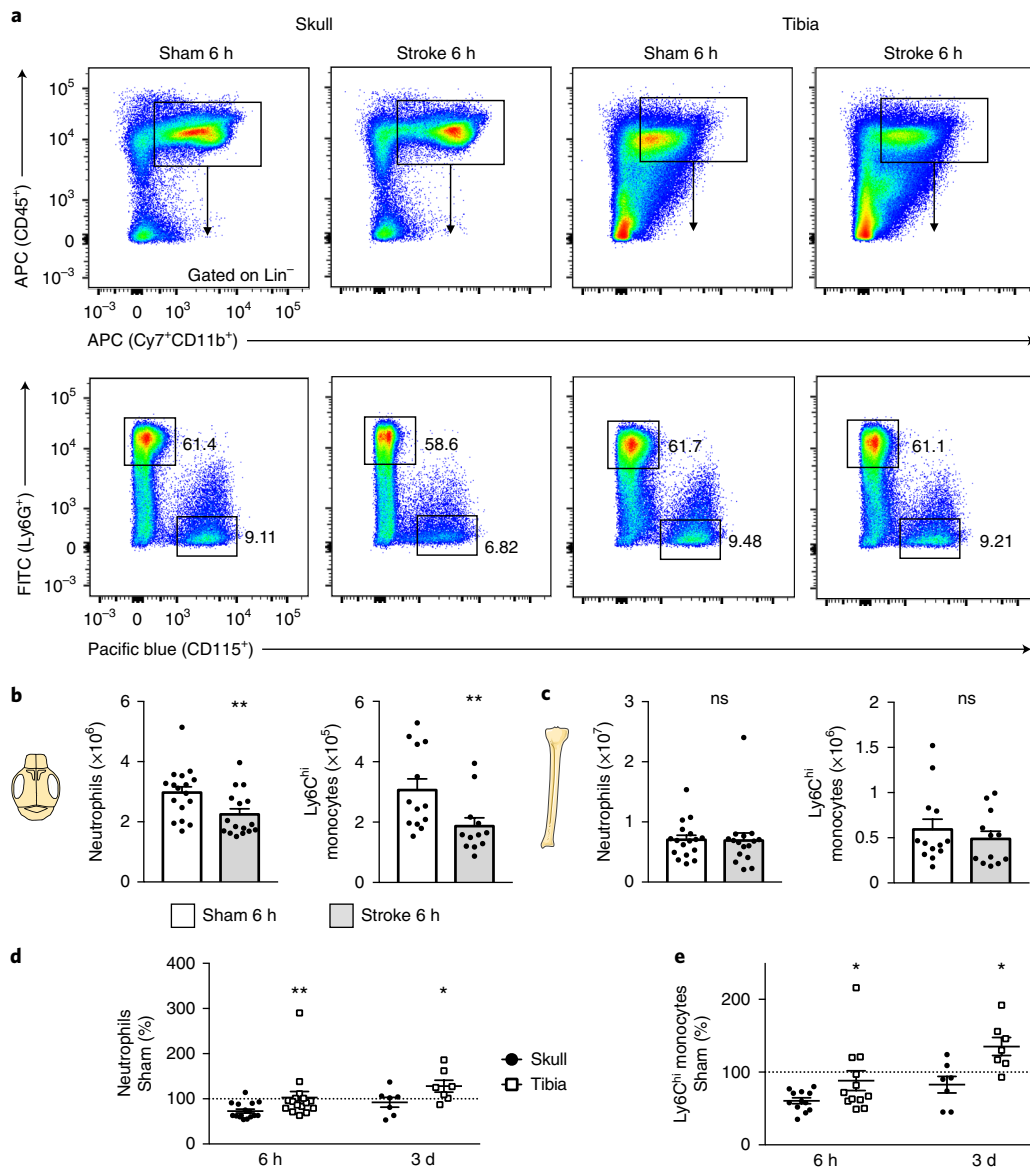 a
Skull
Tibia
Sham 6 h
Stroke 6 h
Sham 6 h
Stroke 6 h
APC (CD45⁺)
10⁵
10⁴
10³
0
10⁻³
Gated on Lin⁻
10⁻³ 0 10³ 10⁴ 10⁵
APC (Cy7⁺CD11b⁺)
FITC (Ly6G⁺)
10⁵
10⁴
10³
0
10⁻³
61.4
9.11
58.6
6.82
61.7
9.48
61.1
9.21
10⁻³ 0 10³ 10⁴ 10⁵
Pacific blue (CD115⁺)
b
Neutrophils (×10⁶)
6
4
2
0
**
Ly6Cʰⁱ
monocytes (×10⁵)
6
4
2
0
**
Sham 6 h
Stroke 6 h
c
Neutrophils (×10⁷)
3
2
1
0
ns
Ly6Cʰⁱ
monocytes (×10⁶)
2
1.5
1
0.5
0
ns
d
Neutrophils
Sham (%)
400
300
200
100
0
**
*
6 h
3 d
Skull
Tibia
e
Ly6Cʰⁱ monocytes
Sham (%)
200
100
0
*
*
6 h
3 d